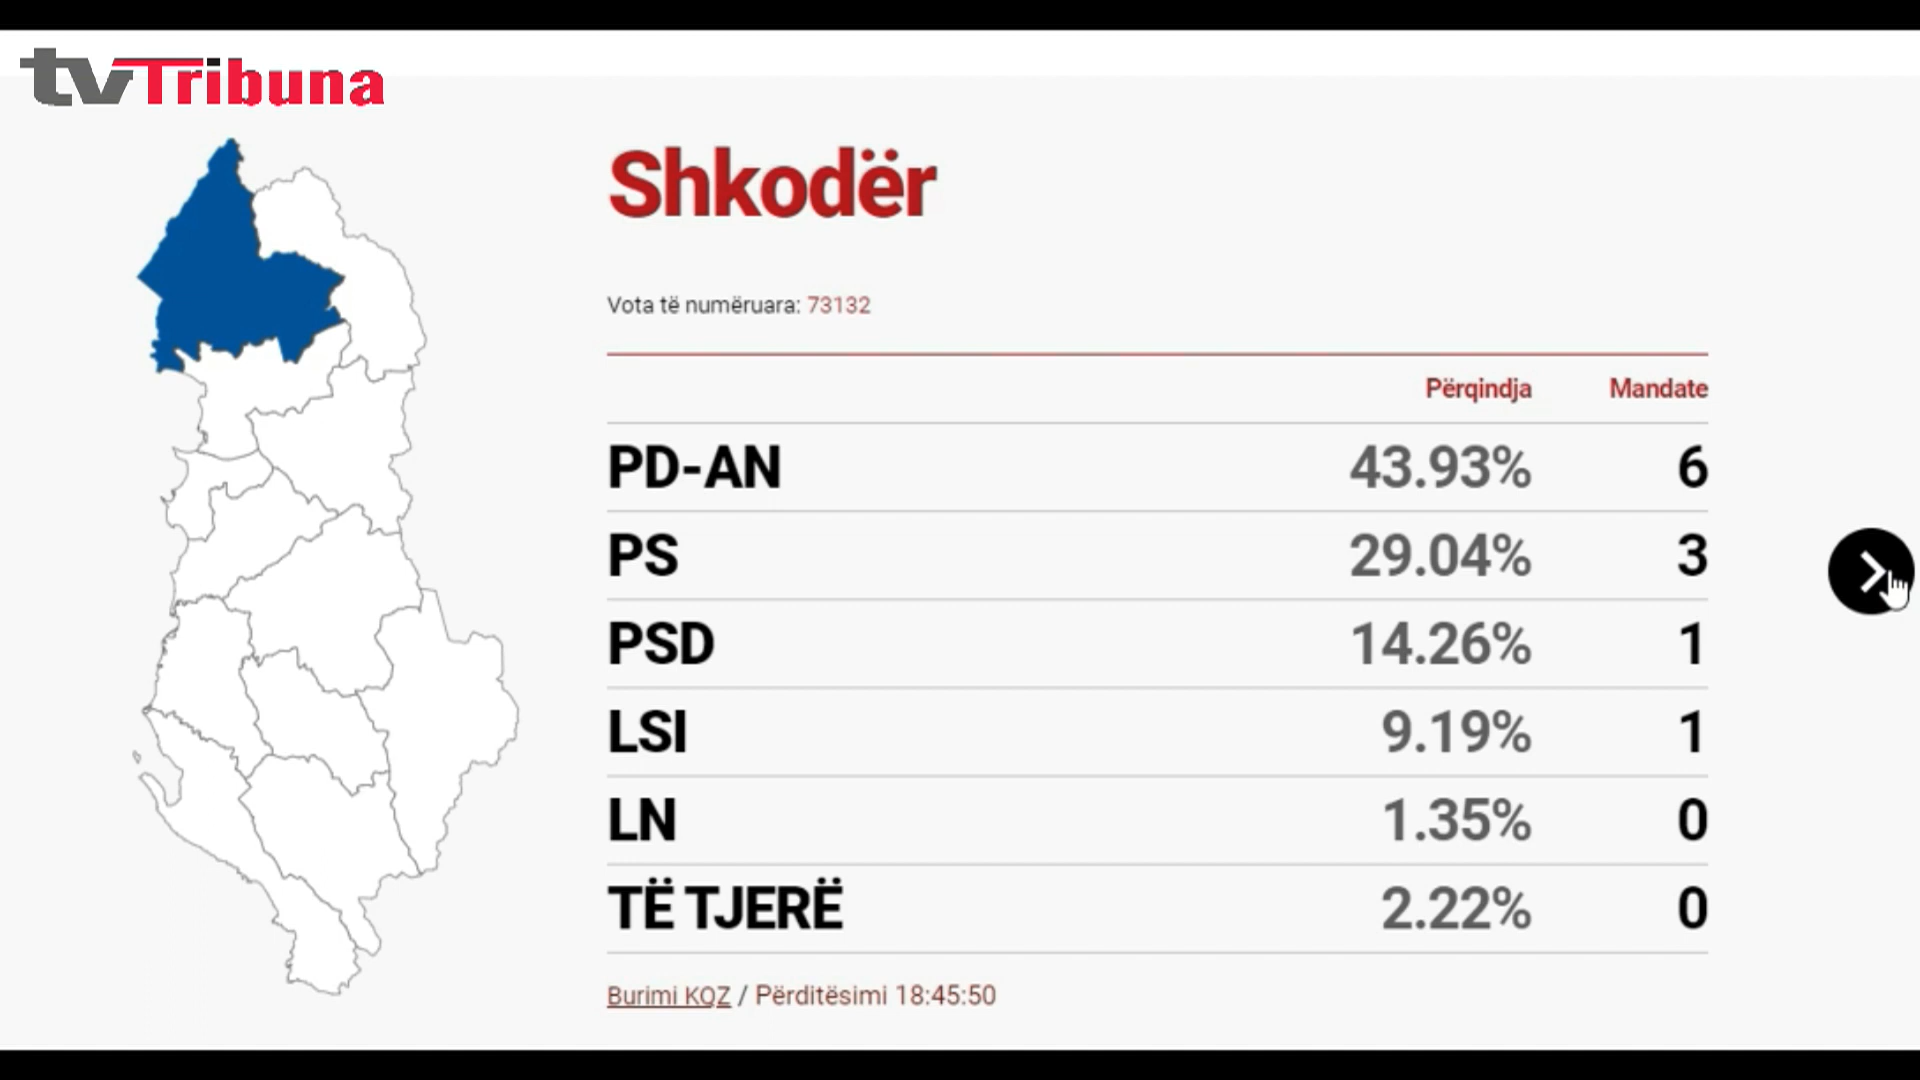 tvTribuna
Shkodër
Vota të numëruara: 73132
Përqindja Mandate
PD-AN 43.93% 6
PS 29.04% 3
PSD 14.26% 1
LSI 9.19% 1
LN 1.35% 0
TË TJERË 2.22% 0
Burimi KQZ / Përditësimi 18:45:50